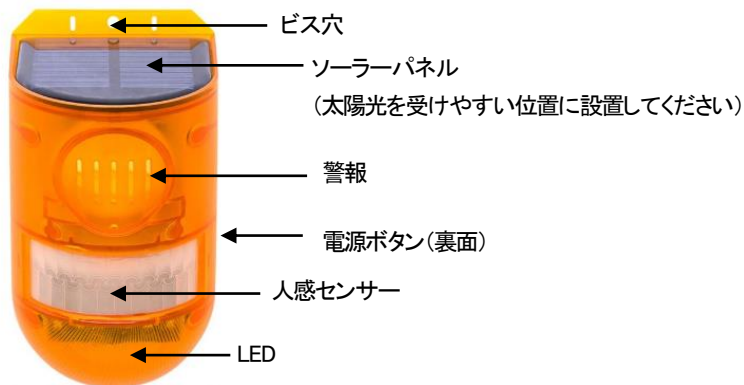 ビス穴
ソーラーパネル
(太陽光を受けやすい位置に設置してください)
警報
電源ボタン(裏面)
人感センサー
LED